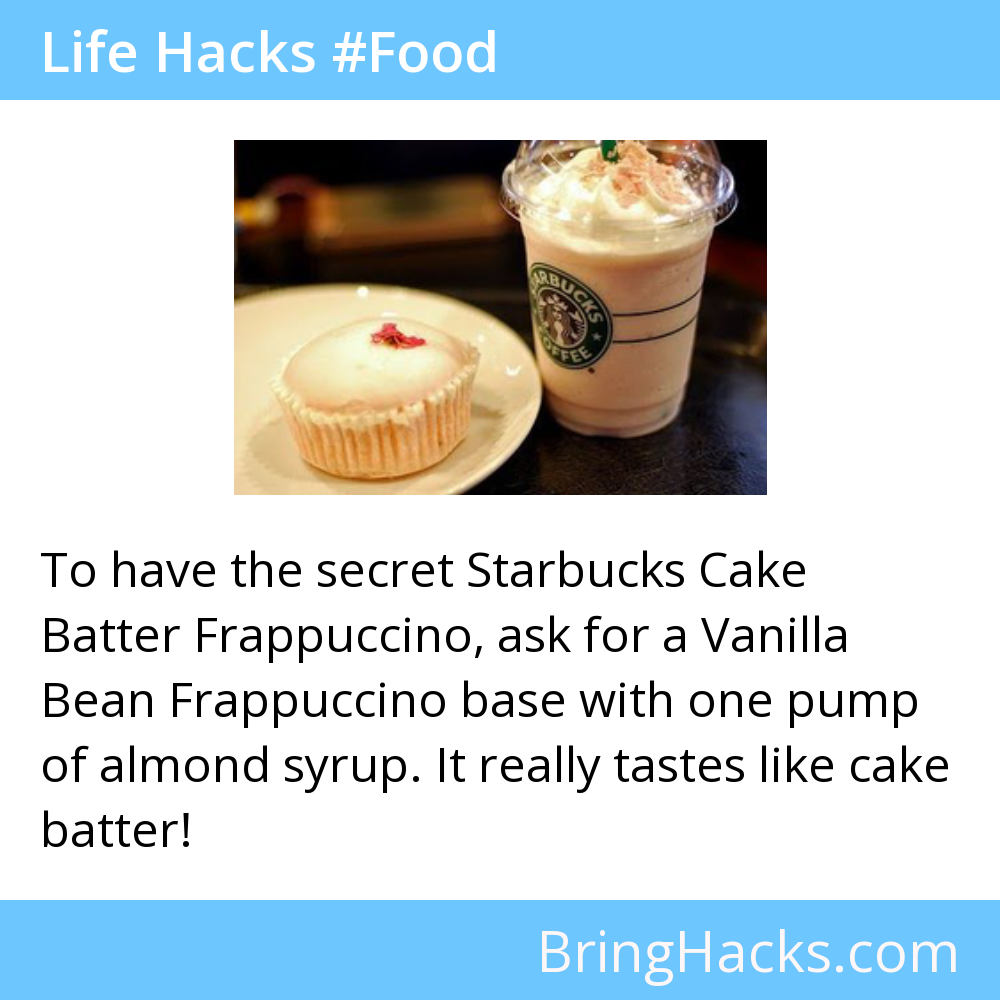 Life Hacks #Food
STARBUCKS
COFFEE
To have the secret Starbucks Cake
Batter Frappuccino, ask for a Vanilla
Bean Frappuccino base with one pump
of almond syrup. It really tastes like cake
batter!
BringHacks.com